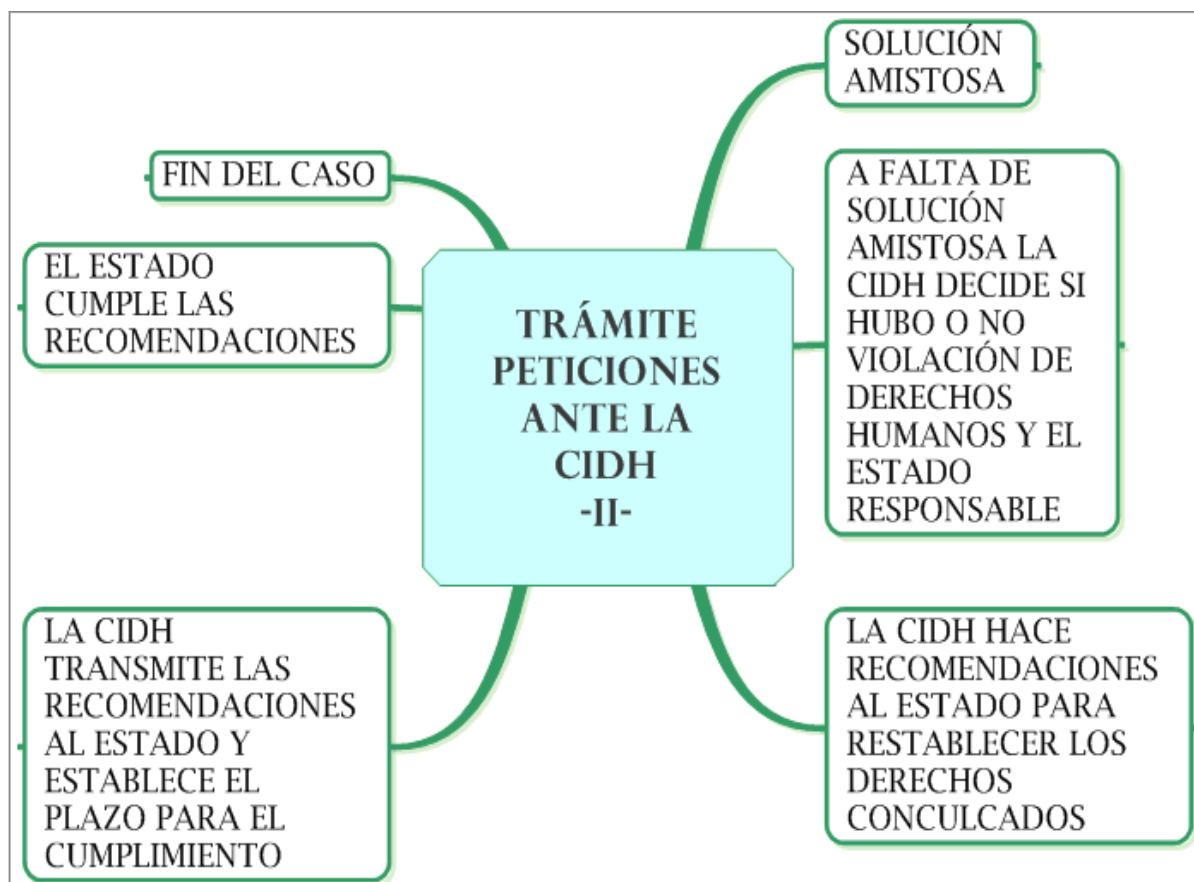 TRÁMITE
PETICIONES
ANTE LA
CIDH
-II-
SOLUCIÓN
AMISTOSA
A FALTA DE
SOLUCIÓN
AMISTOSA LA
CIDH DECIDE SI
HUBO O NO
VIOLACIÓN DE
DERECHOS
HUMANOS Y EL
ESTADO
RESPONSABLE
LA CIDH HACE
RECOMENDACIONES
AL ESTADO PARA
RESTABLECER LOS
DERECHOS
CONCULCADOS
LA CIDH
TRANSMITE LAS
RECOMENDACIONES
AL ESTADO Y
ESTABLECE EL
PLAZO PARA EL
CUMPLIMIENTO
EL ESTADO
CUMPLE LAS
RECOMENDACIONES
FIN DEL CASO